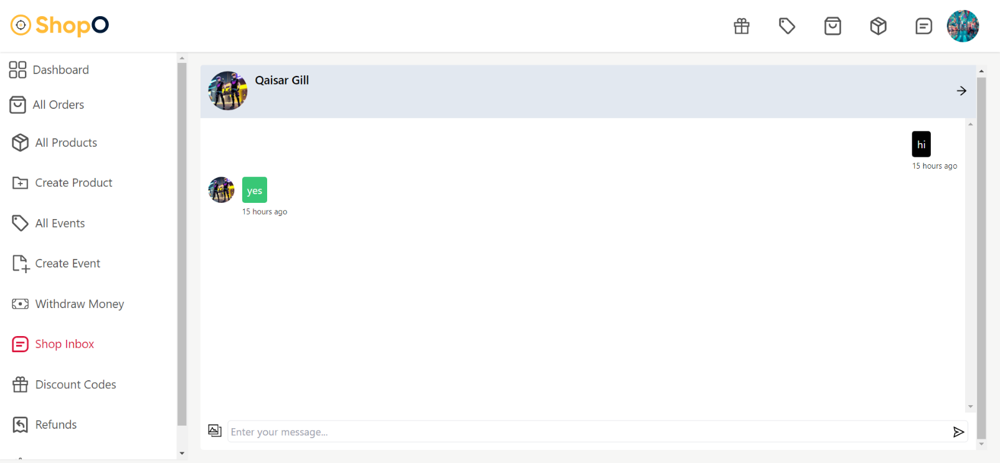 ShopO
Dashboard
All Orders
All Products
Create Product
All Events
Create Event
Withdraw Money
Shop Inbox
Discount Codes
Refunds
Qaisar Gill
hi
15 hours ago
yes
15 hours ago
Enter your message...